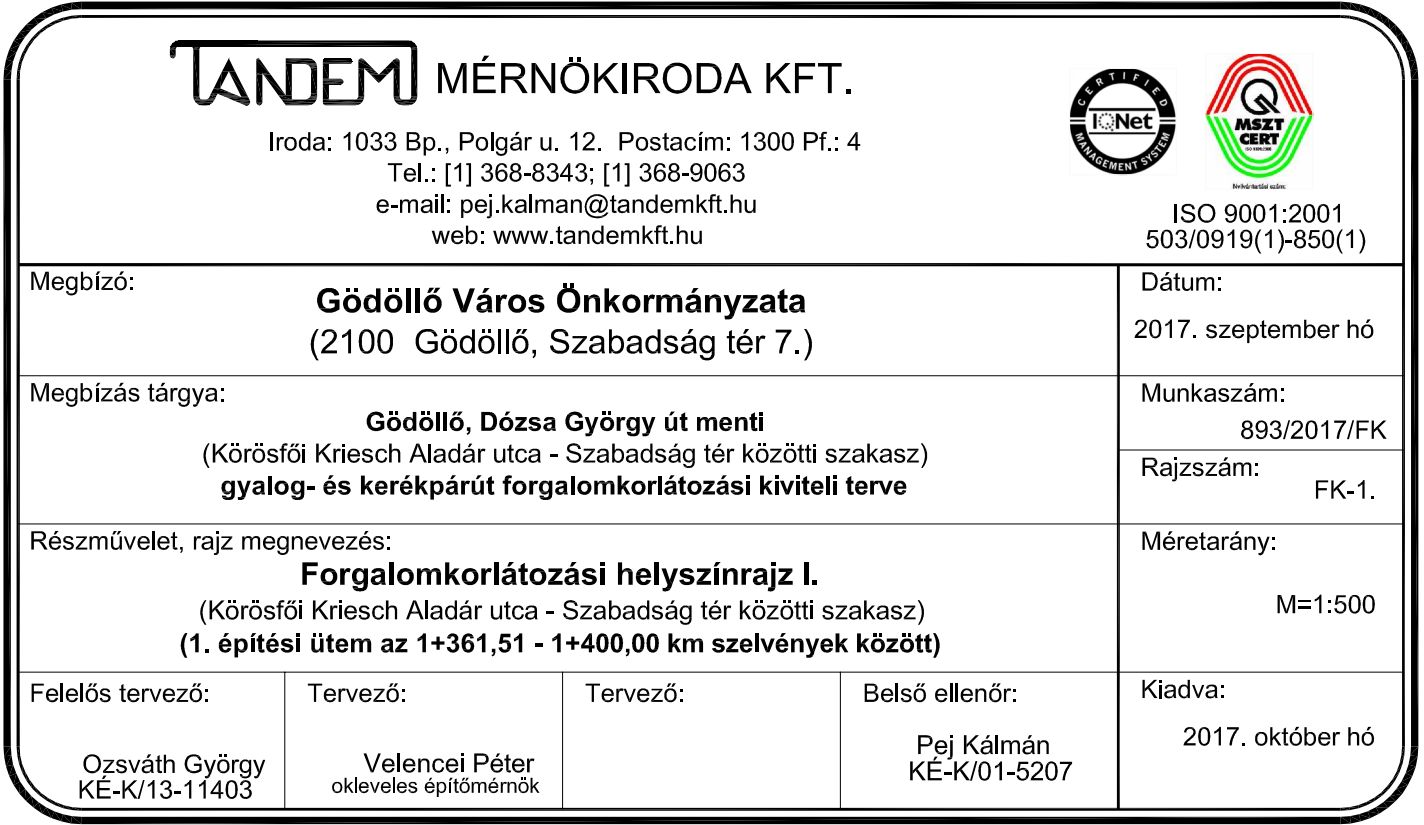 TANDEM MÉRNÖKIRODA KFT.
Iroda: 1033 Bp., Polgár u. 12. Postacím: 1300 Pf.: 4
Tel.: [1] 368-8343; [1] 368-9063
e-mail: pej.kalman@tandemkft.hu
web: www.tandemkft.hu
CERTIFIED
IQNet
MANAGEMENT SYSTEM
Q
MSZT
CERT
Nyilvántartási szám:
ISO 9001:2001
503/0919(1)-850(1)
Megbízó:
Gödöllő Város Önkormányzata
(2100 Gödöllő, Szabadság tér 7.)
Dátum:
2017. szeptember hó
Megbízás tárgya:
Gödöllő, Dózsa György út menti
(Körösfői Kriesch Aladár utca - Szabadság tér közötti szakasz)
gyalog- és kerékpárút forgalomkorlátozási kiviteli terve
Munkaszám:
893/2017/FK
Rajzszám:
FK-1.
Részművelet, rajz megnevezés:
Forgalomkorlátozási helyszínrajz I.
(Körösfői Kriesch Aladár utca - Szabadság tér közötti szakasz)
(1. építési ütem az 1+361,51 - 1+400,00 km szelvények között)
Méretarány:
M=1:500
Felelős tervező:
Ozsváth György
KÉ-K/13-11403
Tervező:
Velencei Péter
okleveles építőmérnök
Tervező:
Belső ellenőr:
Pej Kálmán
KÉ-K/01-5207
Kiadva:
2017. október hó